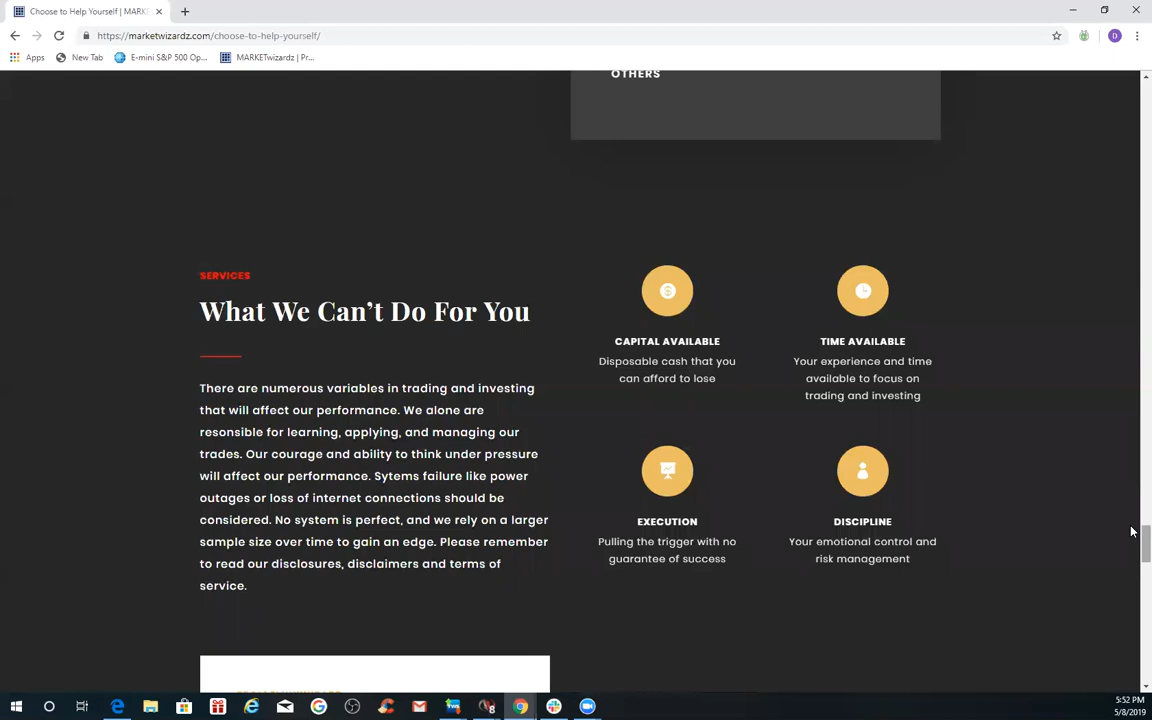 Choose to Help Yourself | MARK
https://marketwizardz.com/choose-to-help-yourself/
D
Apps
New Tab
E-mini S&P 500 Op...
MARKETwizardz | Pr...
OTHERS
SERVICES
What We Can't Do For You
There are numerous variables in trading and investing
that will affect our performance. We alone are
resonsible for learning, applying, and managing our
trades. Our courage and ability to think under pressure
will affect our performance. Sytems failure like power
outages or loss of internet connections should be
considered. No system is perfect, and we rely on a larger
sample size over time to gain an edge. Please remember
to read our disclosures, disclaimers and terms of
service.
CAPITAL AVAILABLE
Disposable cash that you
can afford to lose
TIME AVAILABLE
Your experience and time
available to focus on
trading and investing
EXECUTION
Pulling the trigger with no
guarantee of success
DISCIPLINE
Your emotional control and
risk management
5:52 PM
5/8/2019